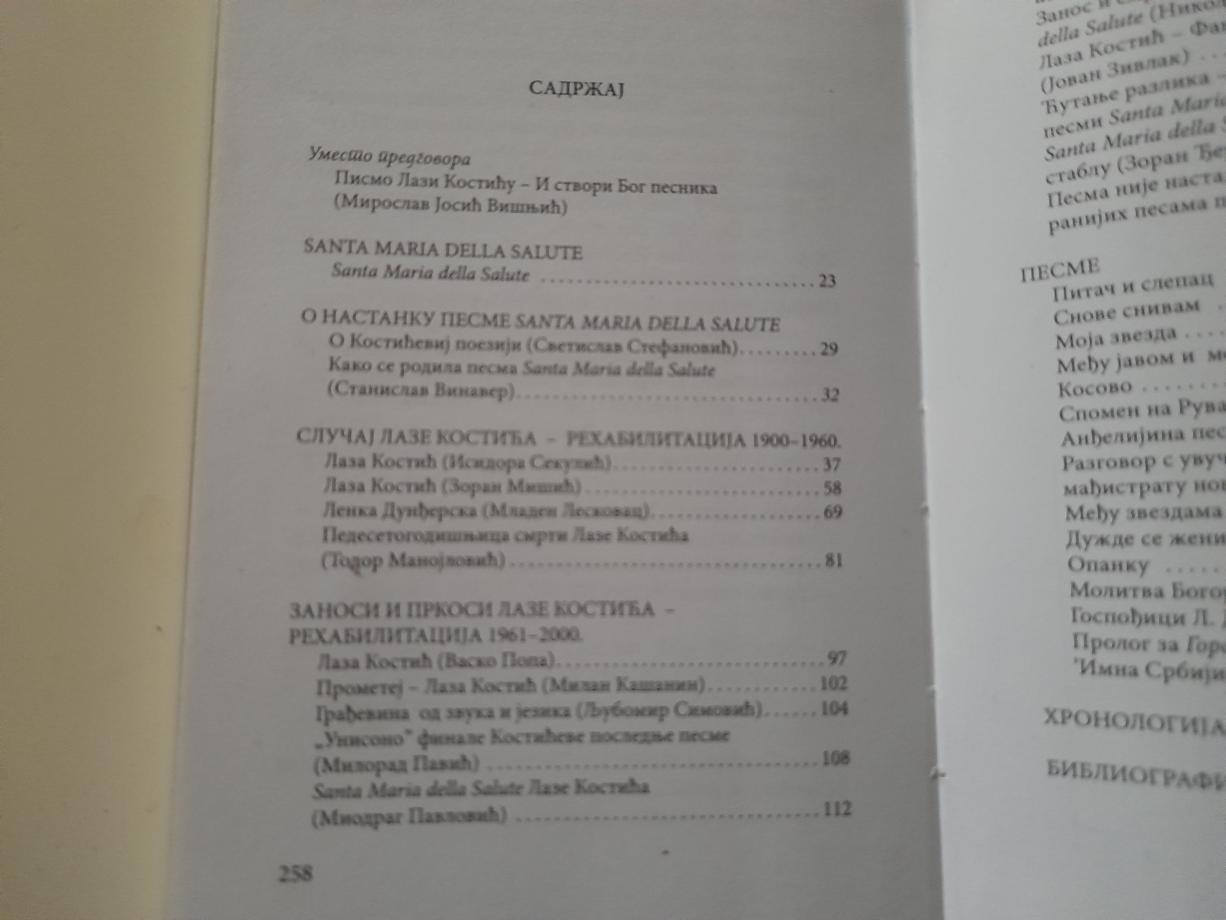 САДРЖАЈ
Уместо предговора
Писмо Лази Костићу – И створи Бог песника
(Мирослав Јосић Вишњић)
SANTA MARIA DELLA SALUTE
Santa Maria della Salute ................................ 23
О НАСТАНКУ ПЕСМЕ SANTA MARIA DELLA SALUTE
О Костићевиј поезији (Светислав Стефановић)......... 29
Како се родила песма Santa Maria della Salute
(Станислав Винавер)................................... 32
СЛУЧАЈ ЛАЗЕ КОСТИЋА – РЕХАБИЛИТАЦИЈА 1900–1960.
Лаза Костић (Исидора Секулић)....................... 37
Лаза Костић (Зоран Мишић)........................... 58
Ленка Дунђерска (Младен Лесковац)................... 69
Педесетогодишњица смрти Лазе Костића
(Тодор Манојловић)................................... 81
ЗАНОСИ И ПРКОСИ ЛАЗЕ КОСТИЋА –
РЕХАБИЛИТАЦИЈА 1961–2000.
Лаза Костић (Васко Попа)............................. 97
Прометеј – Лаза Костић (Милан Кашанин).............. 102
Грађевина од звука и језика (Љубомир Симовић)...... 104
„Унисоно” финале Костићеве последње песме
(Милорад Павић) ..................................... 108
Santa Maria della Salute Лазе Костића
(Миодраг Павловић) .................................. 112
258
Занос и
della Salute (Никол
Лаза Костић – Фан
(Јован Зивлак) ...
Ћутање разлика –
песми Santa Maria
Santa Maria della S
стаблу (Зоран Ђер
Песма није наста
ранијих песама п
ПЕСМЕ
Питач и слепац
Снове снивам .
Моја звезда ....
Међу јавом и ме
Косово .........
Спомен на Рува
Анђелијина пес
Разговор с увуч
мађистрату нов
Међу звездама
Дужде се жени
Опанку ......
Молитва Богор
Госпођици Л. Д
Пролог за Горс
'Имна Србији
ХРОНОЛОГИЈА
БИБЛИОГРАФИ